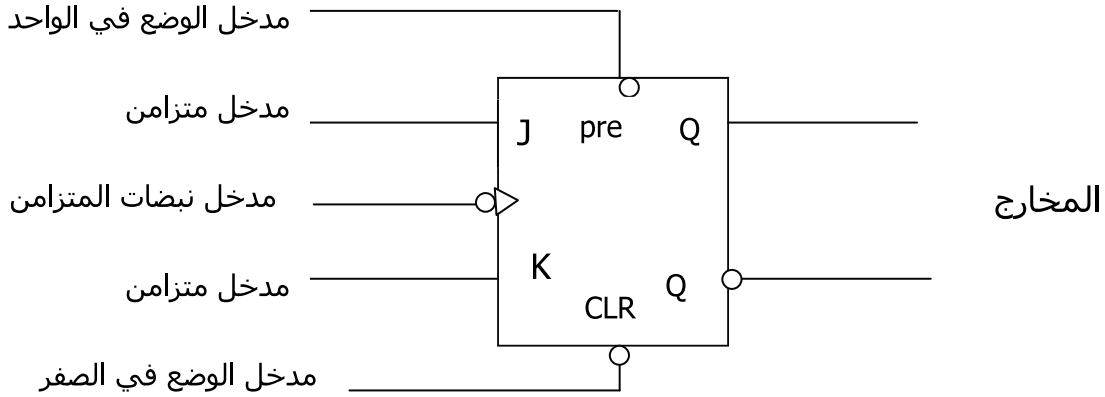 مدخل الوضع في الواحد
مدخل متزامن
J pre Q
مدخل نبضات المتزامن
المخارج
K
مدخل متزامن
Q
CLR
مدخل الوضع في الصفر